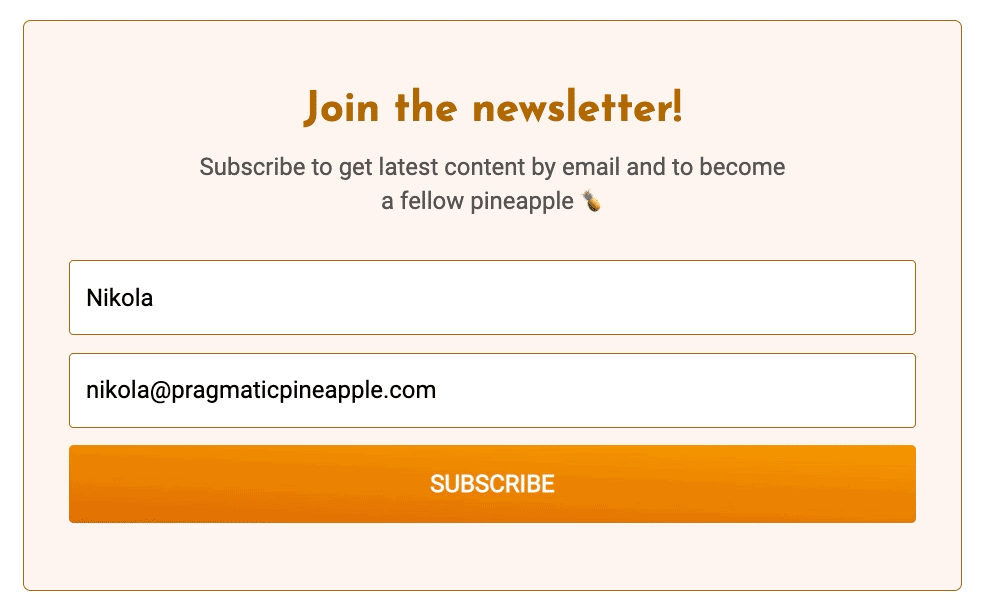 Join the newsletter!
Subscribe to get latest content by email and to become
a fellow pineapple 🍍
Nikola
nikola@pragmaticpineapple.com
SUBSCRIBE